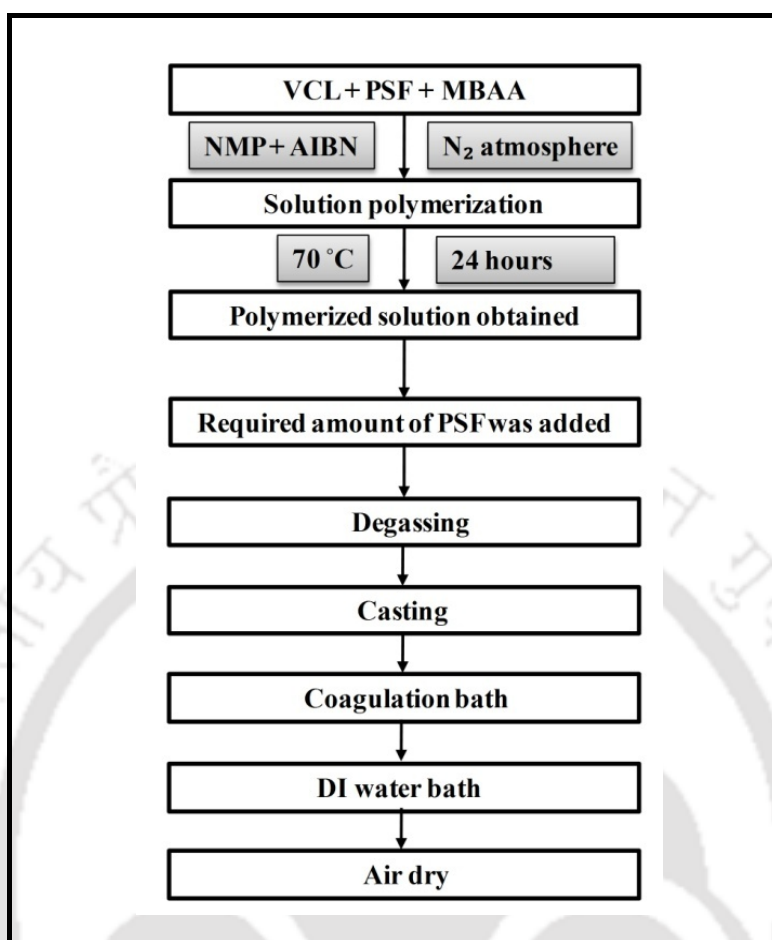 VCL+ PSF + MBAA
NMP+ AIBN
N₂ atmosphere
Solution polymerization
70 °C
24 hours
Polymerized solution obtained
Required amount of PSF was added
Degassing
Casting
Coagulation bath
DI water bath
Air dry